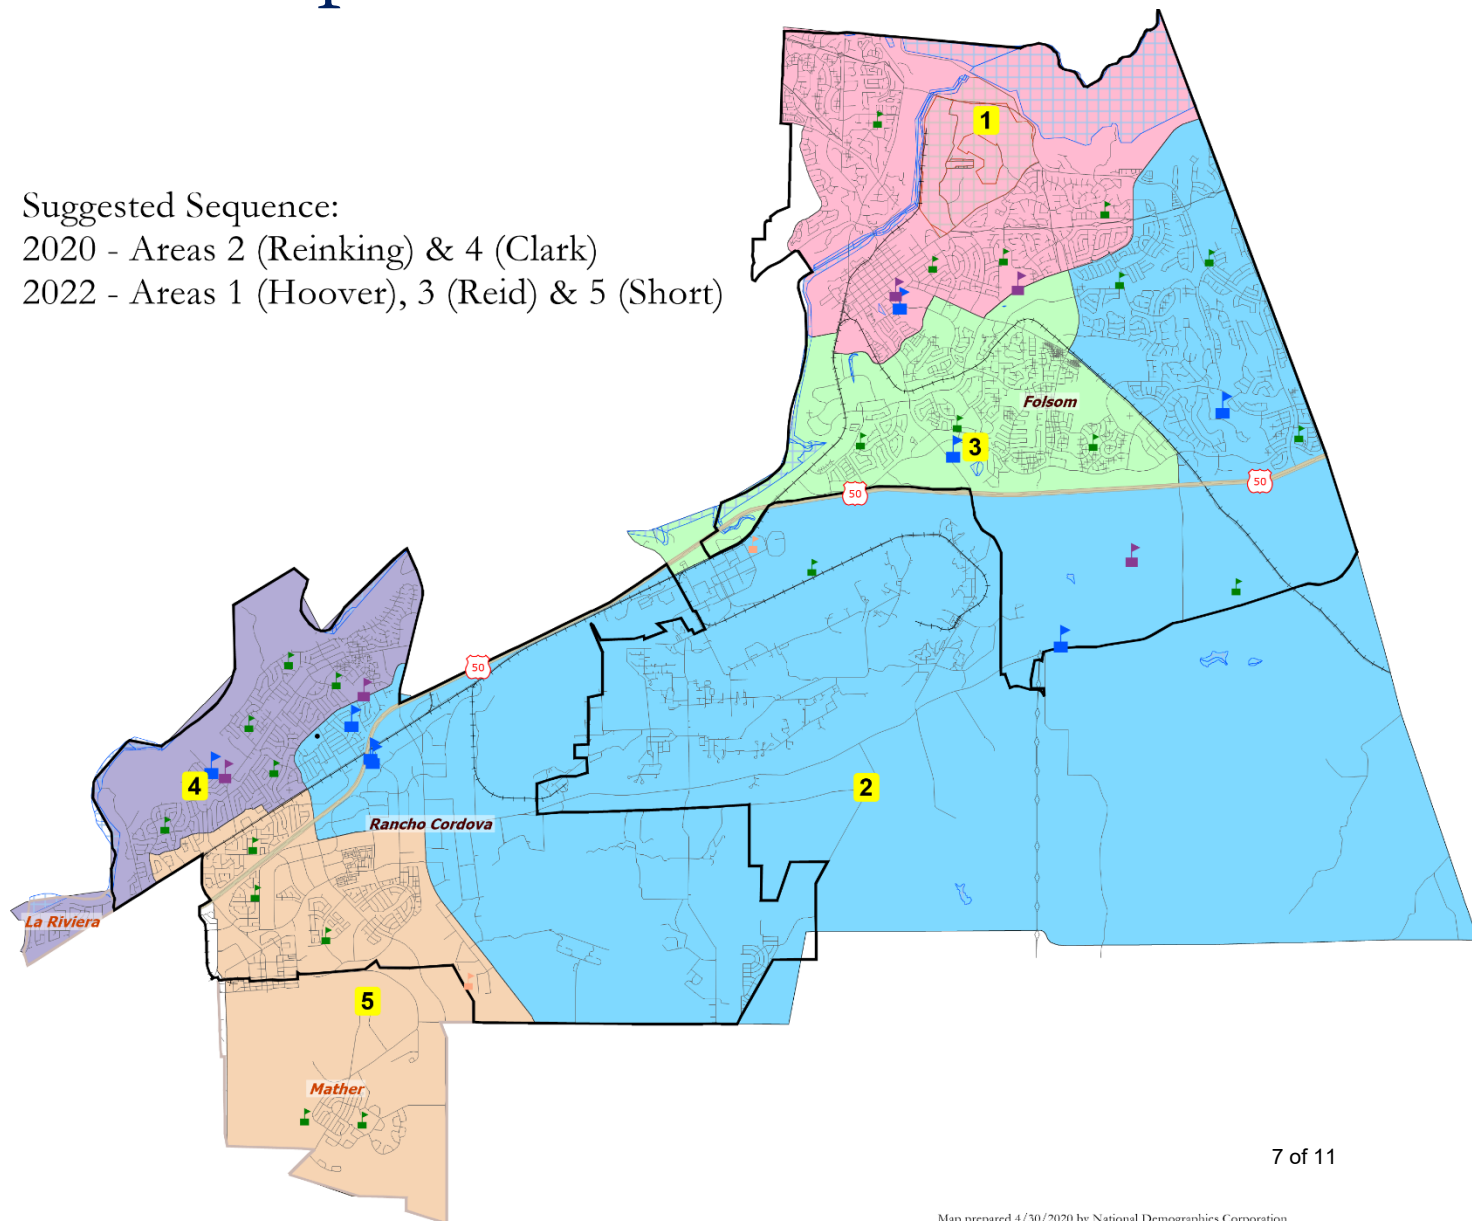 Suggested Sequence:
2020 - Areas 2 (Reinking) & 4 (Clark)
2022 - Areas 1 (Hoover), 3 (Reid) & 5 (Short)
1
Folsom
3
50
50
50
4
2
Rancho Cordova
La Riviera
5
Mather
7 of 11
Map prepared 4/30/2020 by National Demographics Corporation